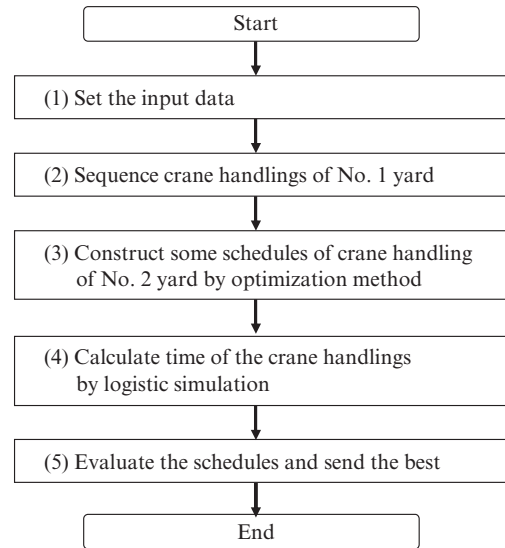 Start
(1) Set the input data
(2) Sequence crane handlings of No. 1 yard
(3) Construct some schedules of crane handling
of No. 2 yard by optimization method
(4) Calculate time of the crane handlings
by logistic simulation
(5) Evaluate the schedules and send the best
End